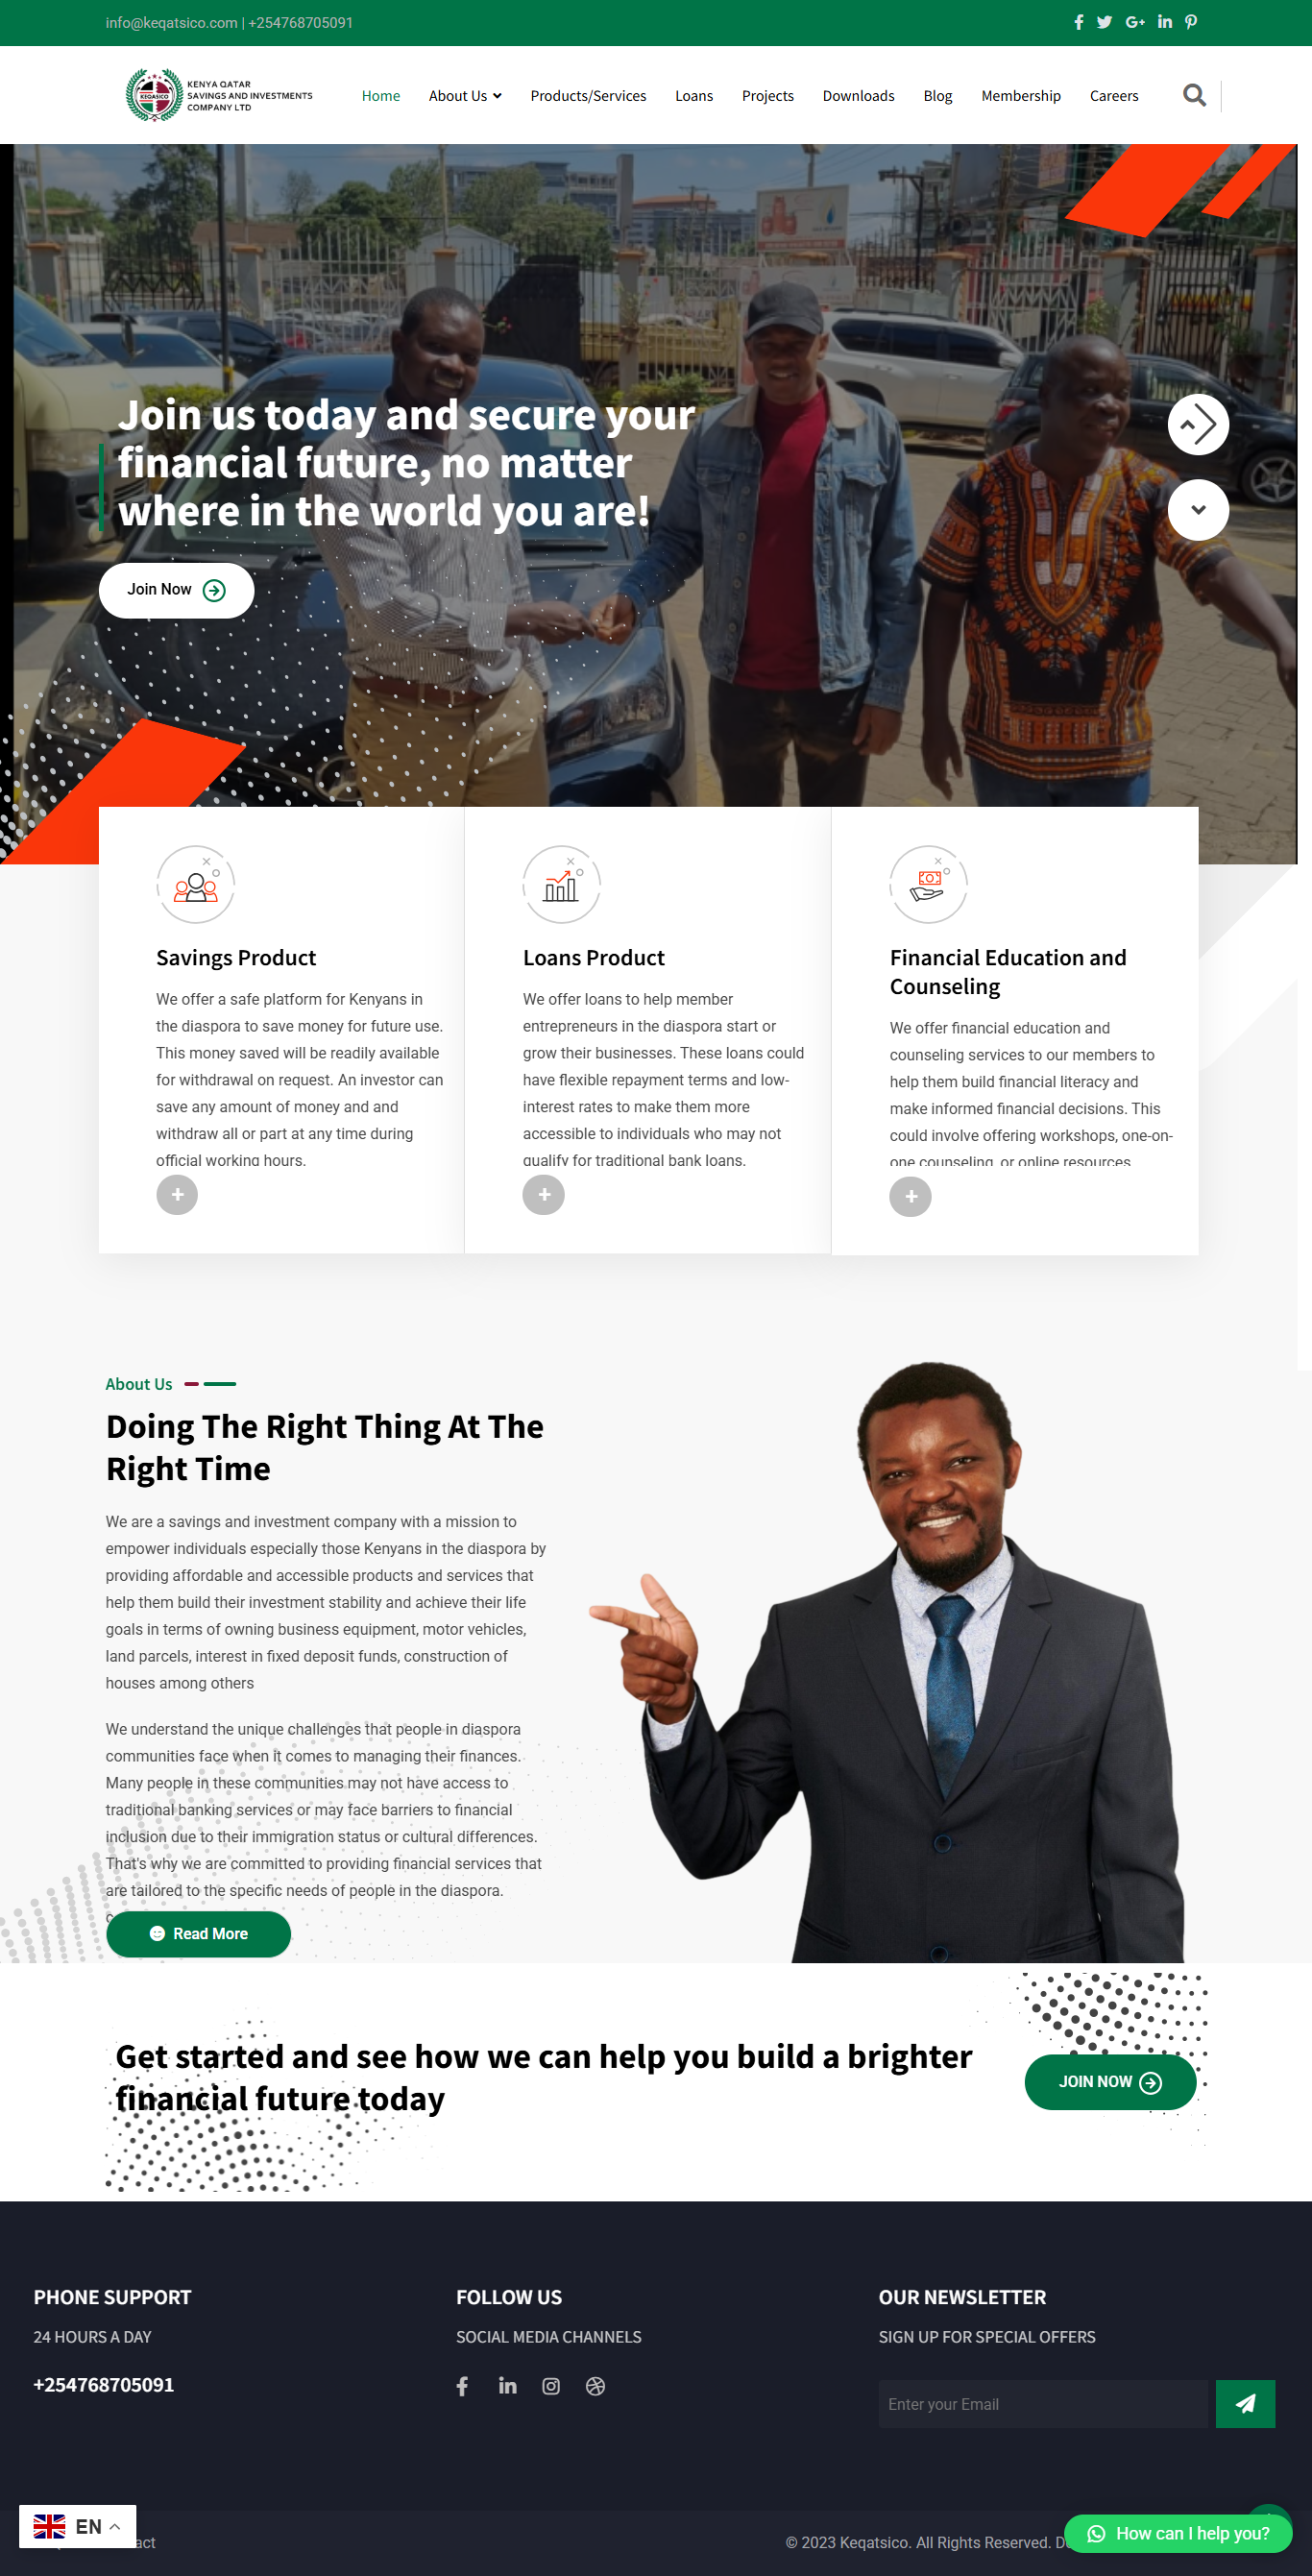 info@keqatsico.com | +254768705091
KENYA QATAR
SAVINGS AND INVESTMENTS
COMPANY LTD
KEQASICO
Home About Us Products/Services Loans Projects Downloads Blog Membership Careers
Join us today and secure your
financial future, no matter
where in the world you are!
Join Now
Savings Product
We offer a safe platform for Kenyans in
the diaspora to save money for future use.
This money saved will be readily available
for withdrawal on request. An investor can
save any amount of money and and
withdraw all or part at any time during
official working hours.
Loans Product
We offer loans to help member
entrepreneurs in the diaspora start or
grow their businesses. These loans could
have flexible repayment terms and low-
interest rates to make them more
accessible to individuals who may not
qualify for traditional bank loans.
Financial Education and
Counseling
We offer financial education and
counseling services to our members to
help them build financial literacy and
make informed financial decisions. This
could involve offering workshops, one-on-
one counseling, or online resources
About Us
Doing The Right Thing At The
Right Time
We are a savings and investment company with a mission to
empower individuals especially those Kenyans in the diaspora by
providing affordable and accessible products and services that
help them build their investment stability and achieve their life
goals in terms of owning business equipment, motor vehicles,
land parcels, interest in fixed deposit funds, construction of
houses among others
We understand the unique challenges that people in diaspora
communities face when it comes to managing their finances.
Many people in these communities may not have access to
traditional banking services or may face barriers to financial
inclusion due to their immigration status or cultural differences.
That's why we are committed to providing financial services that
are tailored to the specific needs of people in the diaspora.
Read More
Get started and see how we can help you build a brighter
financial future today
JOIN NOW
PHONE SUPPORT
24 HOURS A DAY
+254768705091
FOLLOW US
SOCIAL MEDIA CHANNELS
OUR NEWSLETTER
SIGN UP FOR SPECIAL OFFERS
Enter your Email
EN
© 2023 Keqatsico. All Rights Reserved.
How can I help you?